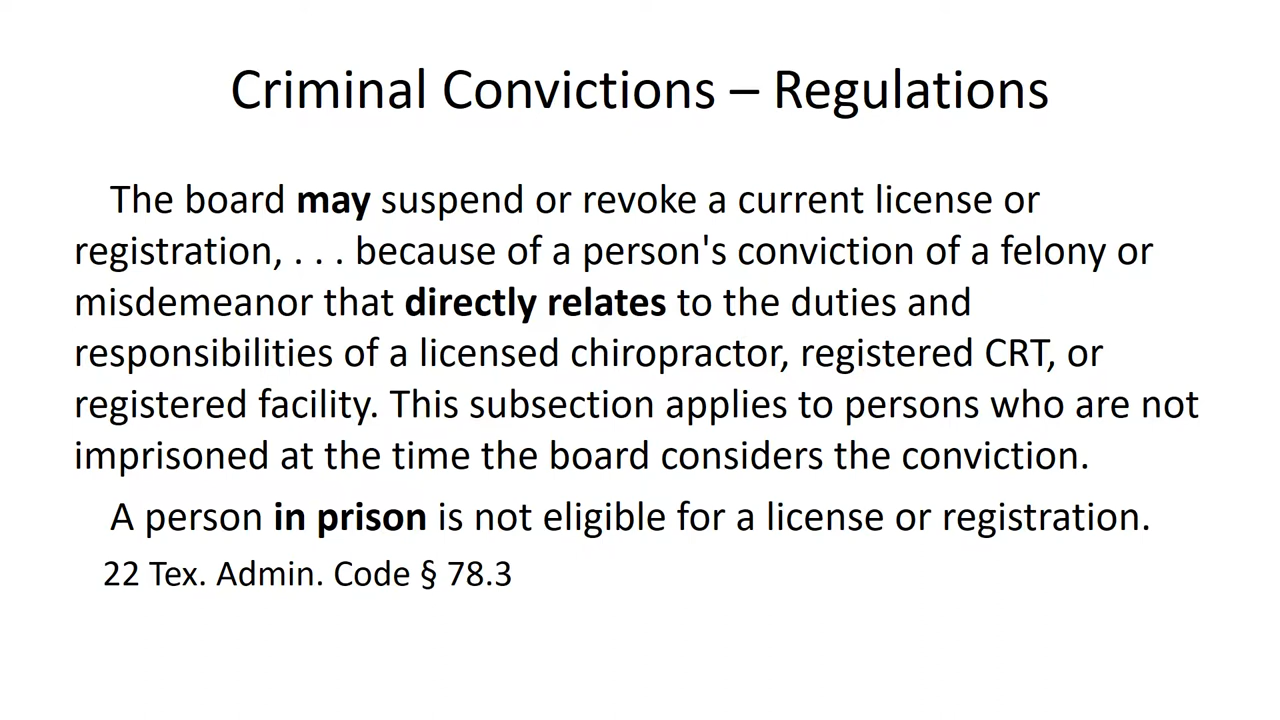 Criminal Convictions – Regulations
The board may suspend or revoke a current license or
registration, . . . because of a person's conviction of a felony or
misdemeanor that directly relates to the duties and
responsibilities of a licensed chiropractor, registered CRT, or
registered facility. This subsection applies to persons who are not
imprisoned at the time the board considers the conviction.
A person in prison is not eligible for a license or registration.
22 Tex. Admin. Code § 78.3